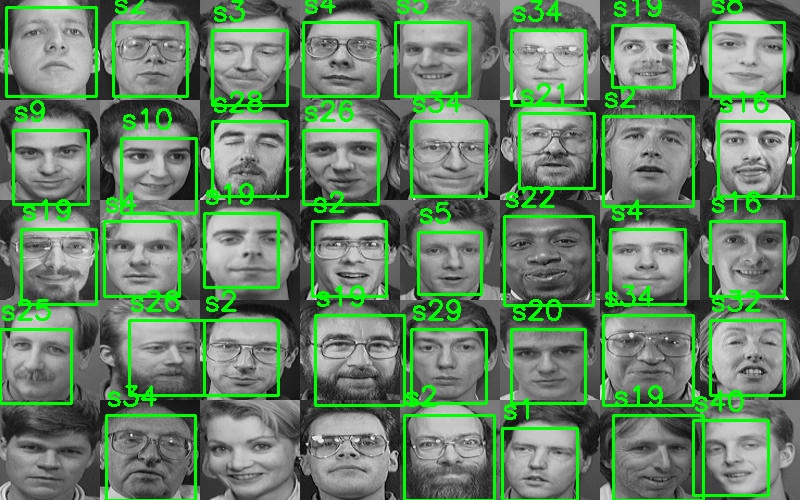 s2 s3 s4 s5 s34 s19 s8
s9 s10 s28 s26 s34 s21 s2 s16
s19 s4 s19 s2 s5 s22 s4 s16
s25 s26 s2 s19 s29 s20 s34 s32
s34 s2 s1 s19 s40